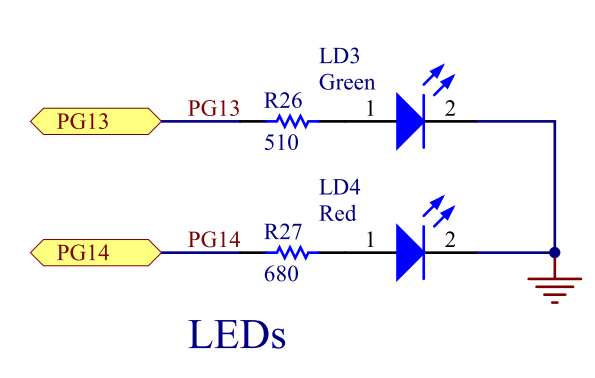 LD3
Green
PG13
PG13
R26
510
1
2
LD4
Red
PG14
PG14
R27
680
1
2
LEDs